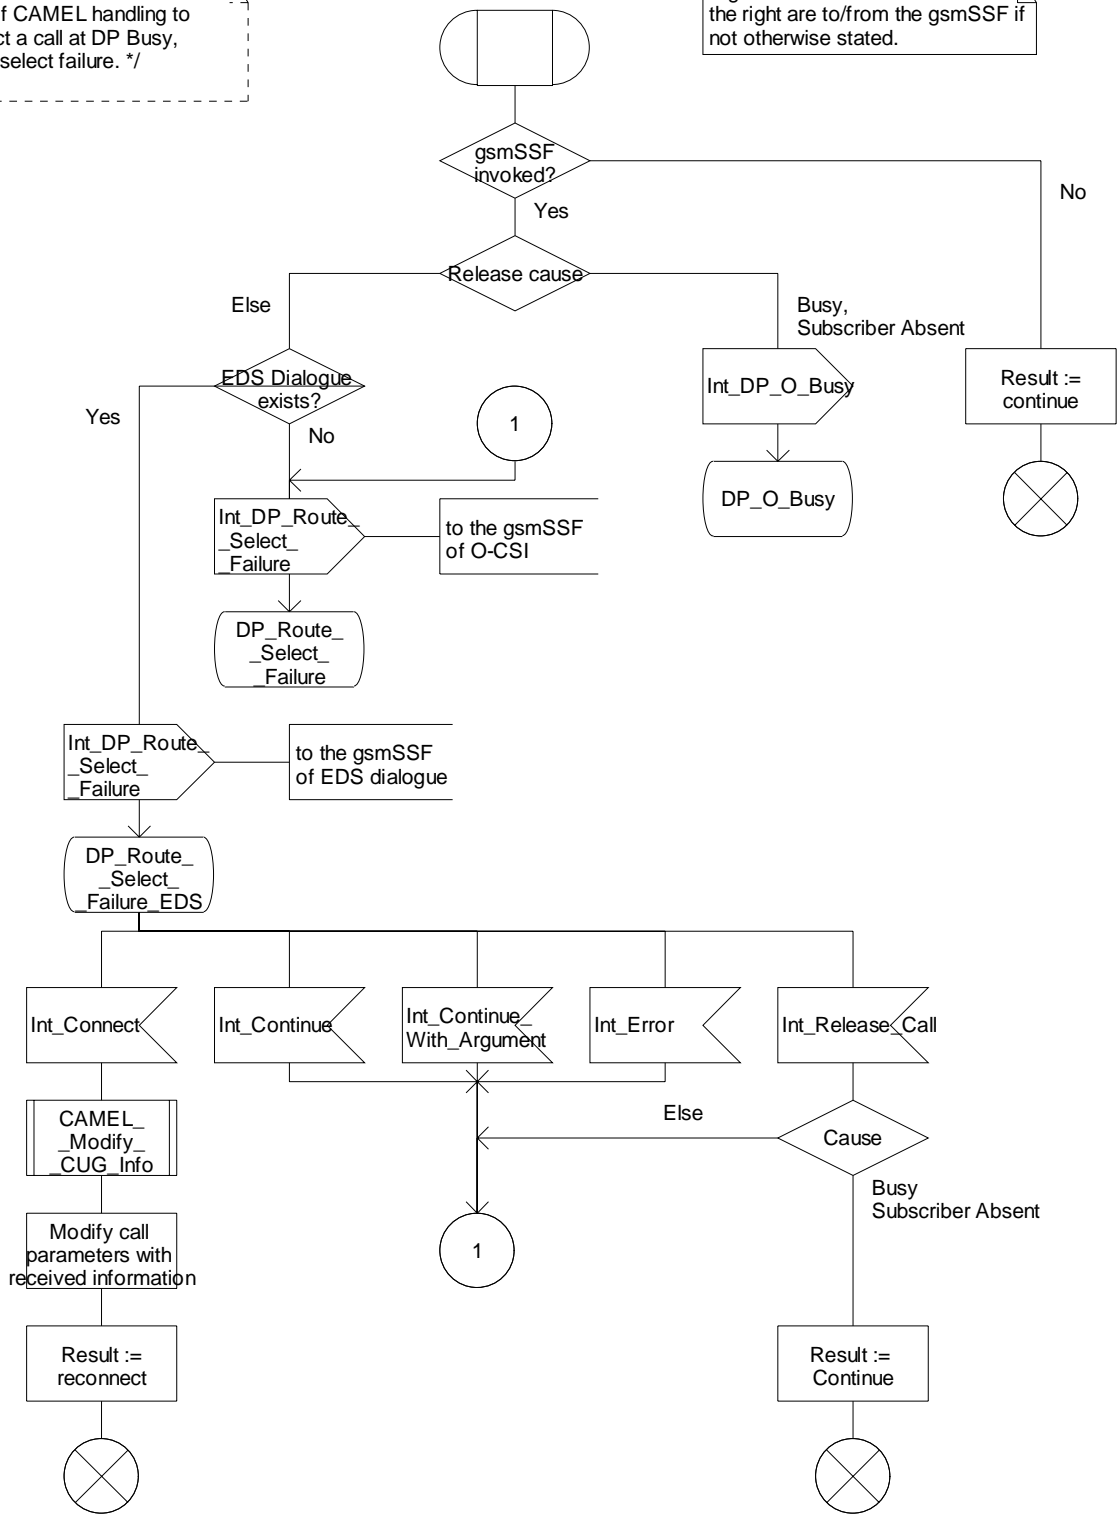 f CAMEL handling to
ct a call at DP Busy,
select failure. */
the right are to/from the gsmSSF if
not otherwise stated.
gsmSSF
invoked?
No
Yes
Release cause
Else
Busy,
Subscriber Absent
EDS Dialogue
exists?
Int_DP_O_Busy
Result :=
continue
Yes
No
1
DP_O_Busy
Int_DP_Route_
_Select_
_Failure
to the gsmSSF
of O-CSI
DP_Route_
_Select_
_Failure
Int_DP_Route_
_Select_
_Failure
to the gsmSSF
of EDS dialogue
DP_Route_
_Select_
_Failure_EDS
Int_Connect
Int_Continue
Int_Continue_
With_Argument
Int_Error
Int_Release_Call
CAMEL_
_Modify_
_CUG_Info
Else
Cause
Busy
Subscriber Absent
Modify call
parameters with
received information
1
Result :=
reconnect
Result :=
Continue